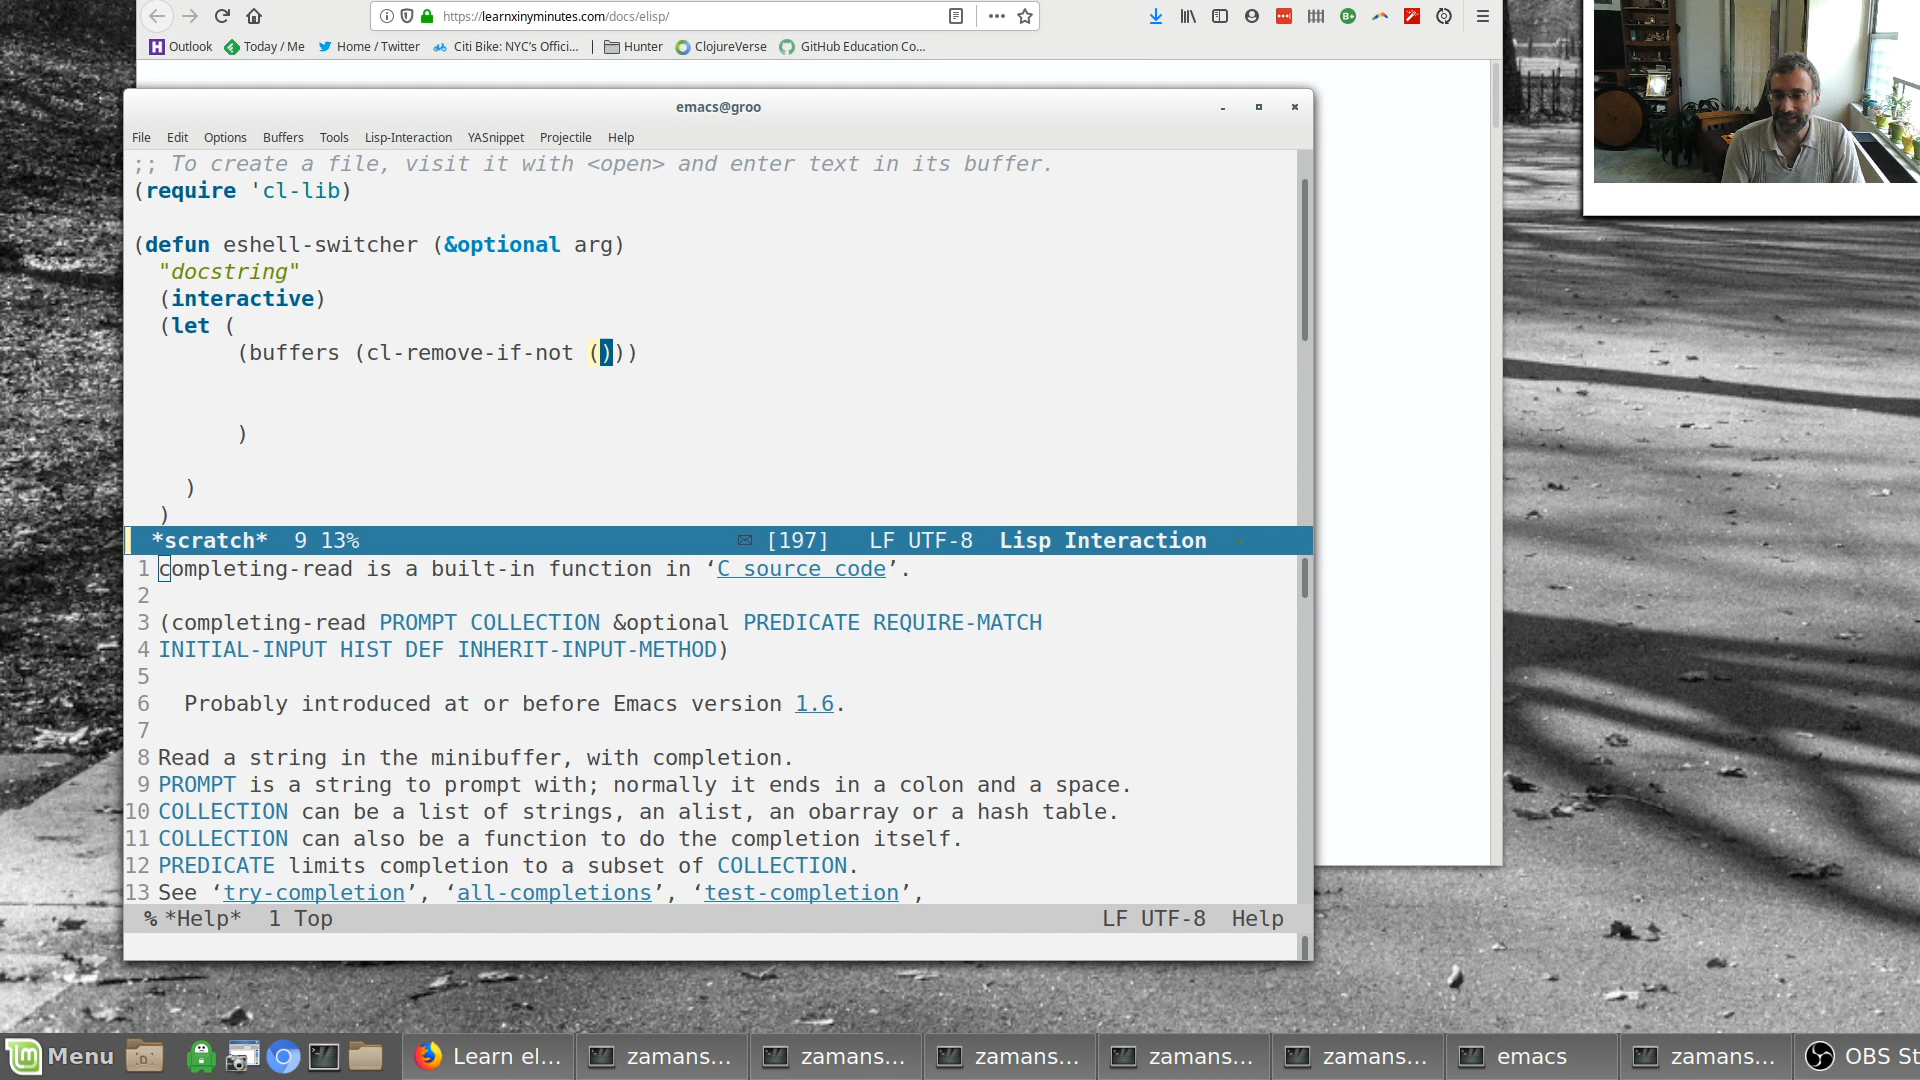 https://learnxinyminutes.com/docs/elisp/
Outlook Today / Me Home / Twitter Citi Bike: NYC's Offici... Hunter ClojureVerse GitHub Education Co...
emacs@groo
File Edit Options Buffers Tools Lisp-Interaction YASnippet Projectile Help
;; To create a file, visit it with <open> and enter text in its buffer.
(require 'cl-lib)
(defun eshell-switcher (&optional arg)
"docstring"
(interactive)
(let (
(buffers (cl-remove-if-not ()))
)
)
)
*scratch* 9 13% [197] LF UTF-8 Lisp Interaction
1 completing-read is a built-in function in ‘C source code’.
2
3 (completing-read PROMPT COLLECTION &optional PREDICATE REQUIRE-MATCH
4 INITIAL-INPUT HIST DEF INHERIT-INPUT-METHOD)
5
6 Probably introduced at or before Emacs version 1.6.
7
8 Read a string in the minibuffer, with completion.
9 PROMPT is a string to prompt with; normally it ends in a colon and a space.
10 COLLECTION can be a list of strings, an alist, an obarray or a hash table.
11 COLLECTION can also be a function to do the completion itself.
12 PREDICATE limits completion to a subset of COLLECTION.
13 See ‘try-completion’, ‘all-completions’, ‘test-completion’,
% *Help* 1 Top LF UTF-8 Help
Menu Learn el... zamans... zamans... zamans... zamans... zamans... emacs zamans... OBS St